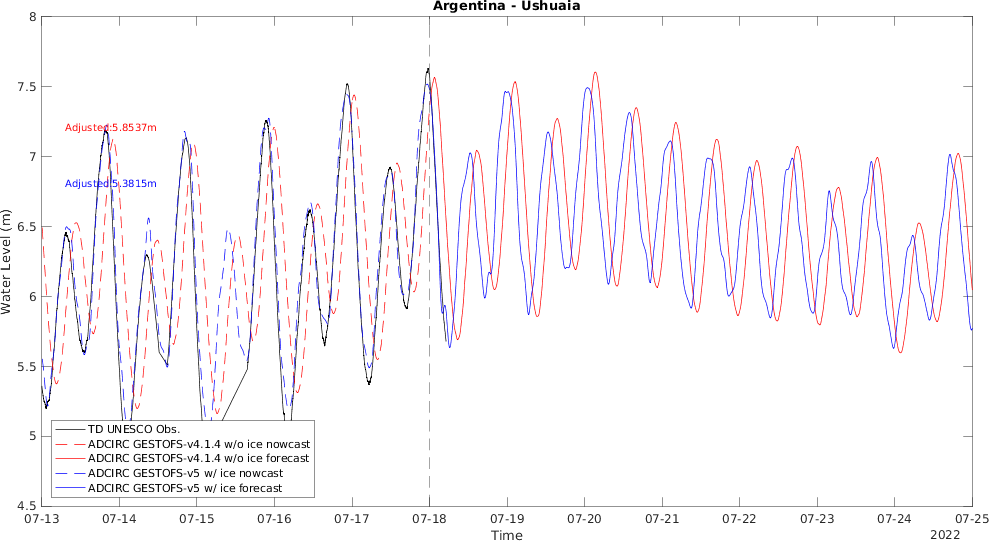 Argentina - Ushuaia
8
7.5
7
6.5
6
5.5
5
4.5
Water Level (m)
Adjusted:5.8537m
Adjusted:5.3815m
TD UNESCO Obs.
ADCIRC GESTOFS-v4.1.4 w/o ice nowcast
ADCIRC GESTOFS-v4.1.4 w/o ice forecast
ADCIRC GESTOFS-v5 w/ ice nowcast
ADCIRC GESTOFS-v5 w/ ice forecast
07-13 07-14 07-15 07-16 07-17 07-18 07-19 07-20 07-21 07-22 07-23 07-24 07-25
Time
2022